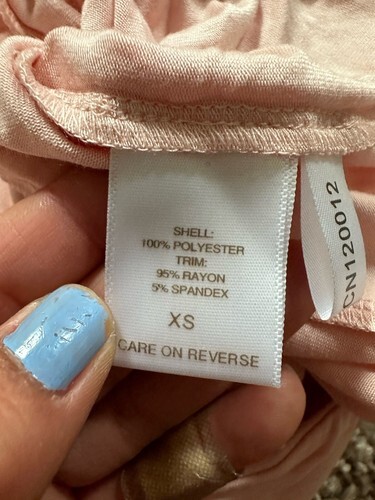 SHELL:
100% POLYESTER
TRIM:
95% RAYON
5% SPANDEX
XS
CARE ON REVERSE
CN120012